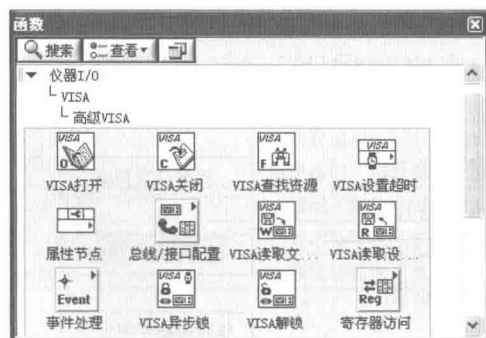 函数
搜索 查看
仪器I/O
VISA
高级VISA
VISA O VISA C VISA F VISA
VISA打开 VISA关闭 VISA查找资源 VISA设置超时
VISA W VISA R
属性节点 总线/接口配置 VISA读取文... VISA读取设...
Event VISA VISA Reg
事件处理 VISA异步锁 VISA解锁 寄存器访问